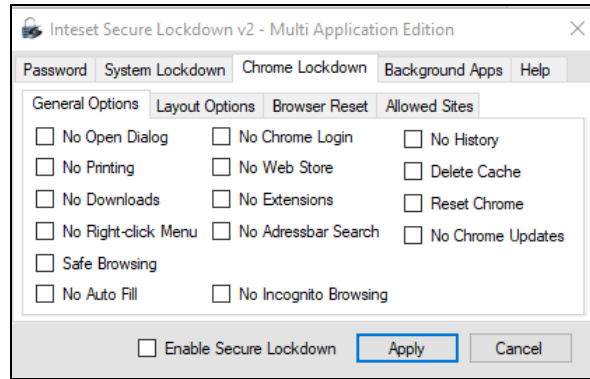 Inteset Secure Lockdown v2 - Multi Application Edition
Password System Lockdown Chrome Lockdown Background Apps Help
General Options Layout Options Browser Reset Allowed Sites
No Open Dialog No Chrome Login No History
No Printing No Web Store Delete Cache
No Downloads No Extensions Reset Chrome
No Right-click Menu No Adressbar Search No Chrome Updates
Safe Browsing
No Auto Fill No Incognito Browsing
Enable Secure Lockdown Apply Cancel